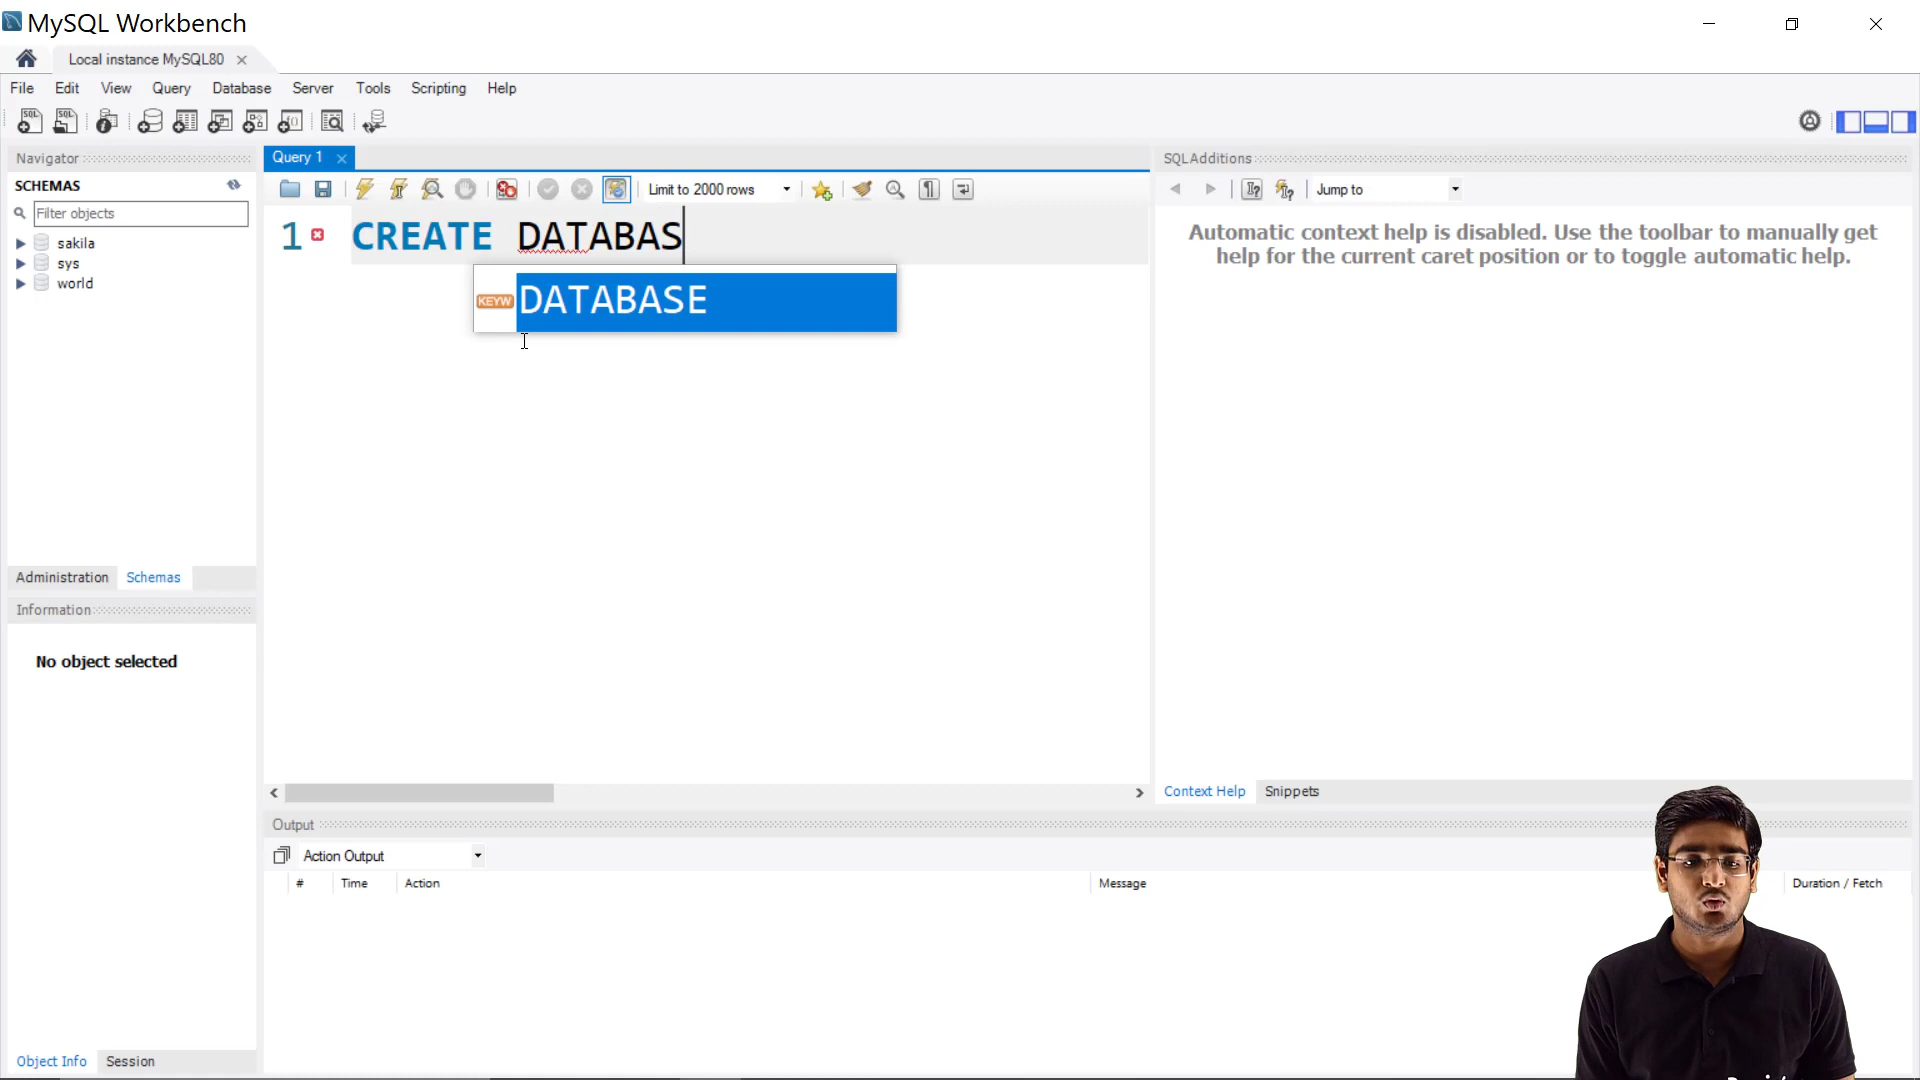 MySQL Workbench
Local instance MySQL80
File Edit View Query Database Server Tools Scripting Help
Navigator
SCHEMAS
Filter objects
sakila
sys
world
Administration Schemas
Information
No object selected
Object Info Session
Query 1
Limit to 2000 rows
1 CREATE DATABAS
KEYW DATABASE
SQLAdditions
Jump to
Automatic context help is disabled. Use the toolbar to manually get
help for the current caret position or to toggle automatic help.
Context Help Snippets
Output
Action Output
# Time Action Message Duration / Fetch